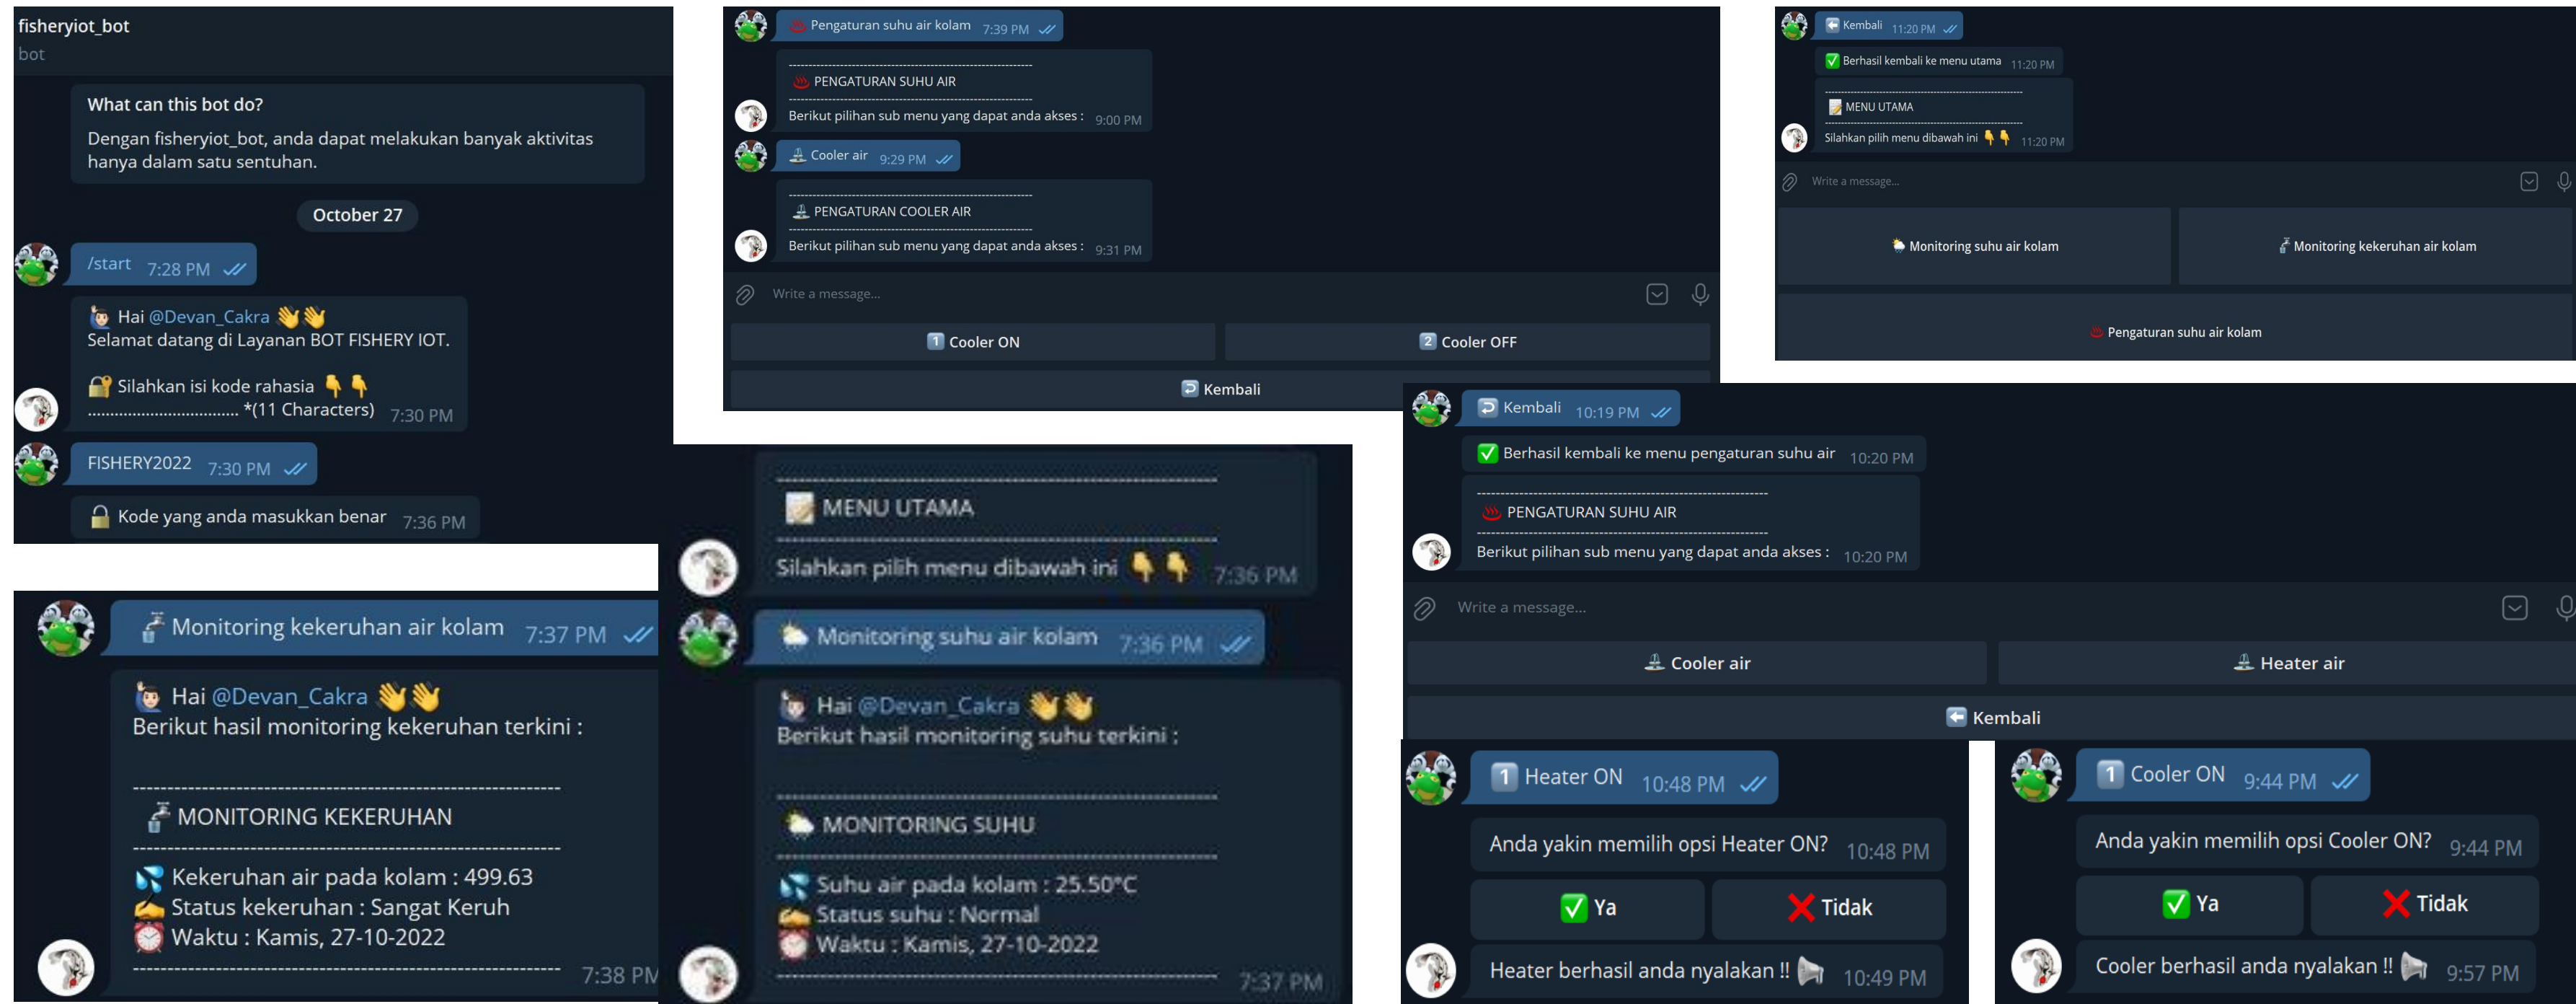 fisheryiot_bot
bot
What can this bot do?
Dengan fisheryiot_bot, anda dapat melakukan banyak aktivitas
hanya dalam satu sentuhan.
October 27
/start 7:28 PM
Hai @Devan_Cakra
Selamat datang di Layanan BOT FISHERY IOT.
Silahkan isi kode rahasia
.................................. *(11 Characters) 7:30 PM
FISHERY2022 7:30 PM
Kode yang anda masukkan benar 7:36 PM
Pengaturan suhu air kolam 7:39 PM
PENGATURAN SUHU AIR
Berikut pilihan sub menu yang dapat anda akses : 9:00 PM
Cooler air 9:29 PM
PENGATURAN COOLER AIR
Berikut pilihan sub menu yang dapat anda akses : 9:31 PM
Write a message...
1 Cooler ON
2 Cooler OFF
Kembali
Kembali 11:20 PM
Berhasil kembali ke menu utama 11:20 PM
MENU UTAMA
Silahkan pilih menu dibawah ini 11:20 PM
Write a message...
Monitoring suhu air kolam
Monitoring kekeruhan air kolam
Pengaturan suhu air kolam
Monitoring kekeruhan air kolam 7:37 PM
Hai @Devan_Cakra
Berikut hasil monitoring kekeruhan terkini :
MONITORING KEKERUHAN
Kekeruhan air pada kolam : 499.63
Status kekeruhan : Sangat Keruh
Waktu : Kamis, 27-10-2022
7:38 PM
MENU UTAMA
Silahkan pilih menu dibawah ini 7:36 PM
Monitoring suhu air kolam 7:36 PM
Hai @Devan_Cakra
Berikut hasil monitoring suhu terkini :
MONITORING SUHU
Suhu air pada kolam : 25.50°C
Status suhu : Normal
Waktu : Kamis, 27-10-2022
7:37 PM
Kembali 10:19 PM
Berhasil kembali ke menu pengaturan suhu air 10:20 PM
PENGATURAN SUHU AIR
Berikut pilihan sub menu yang dapat anda akses : 10:20 PM
Write a message...
Cooler air
Heater air
Kembali
1 Heater ON 10:48 PM
Anda yakin memilih opsi Heater ON? 10:48 PM
Ya
Tidak
Heater berhasil anda nyalakan !! 10:49 PM
1 Cooler ON 9:44 PM
Anda yakin memilih opsi Cooler ON? 9:44 PM
Ya
Tidak
Cooler berhasil anda nyalakan !! 9:57 PM